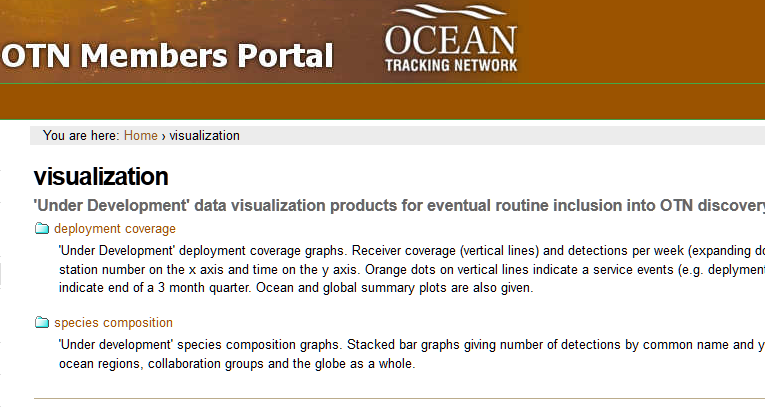 OTN Members Portal
OCEAN
TRACKING NETWORK
You are here: Home › visualization
visualization
'Under Development' data visualization products for eventual routine inclusion into OTN discovery
deployment coverage
'Under Development' deployment coverage graphs. Receiver coverage (vertical lines) and detections per week (expanding do
station number on the x axis and time on the y axis. Orange dots on vertical lines indicate a service events (e.g. deplyment
indicate end of a 3 month quarter. Ocean and global summary plots are also given.
species composition
'Under development' species composition graphs. Stacked bar graphs giving number of detections by common name and y
ocean regions, collaboration groups and the globe as a whole.